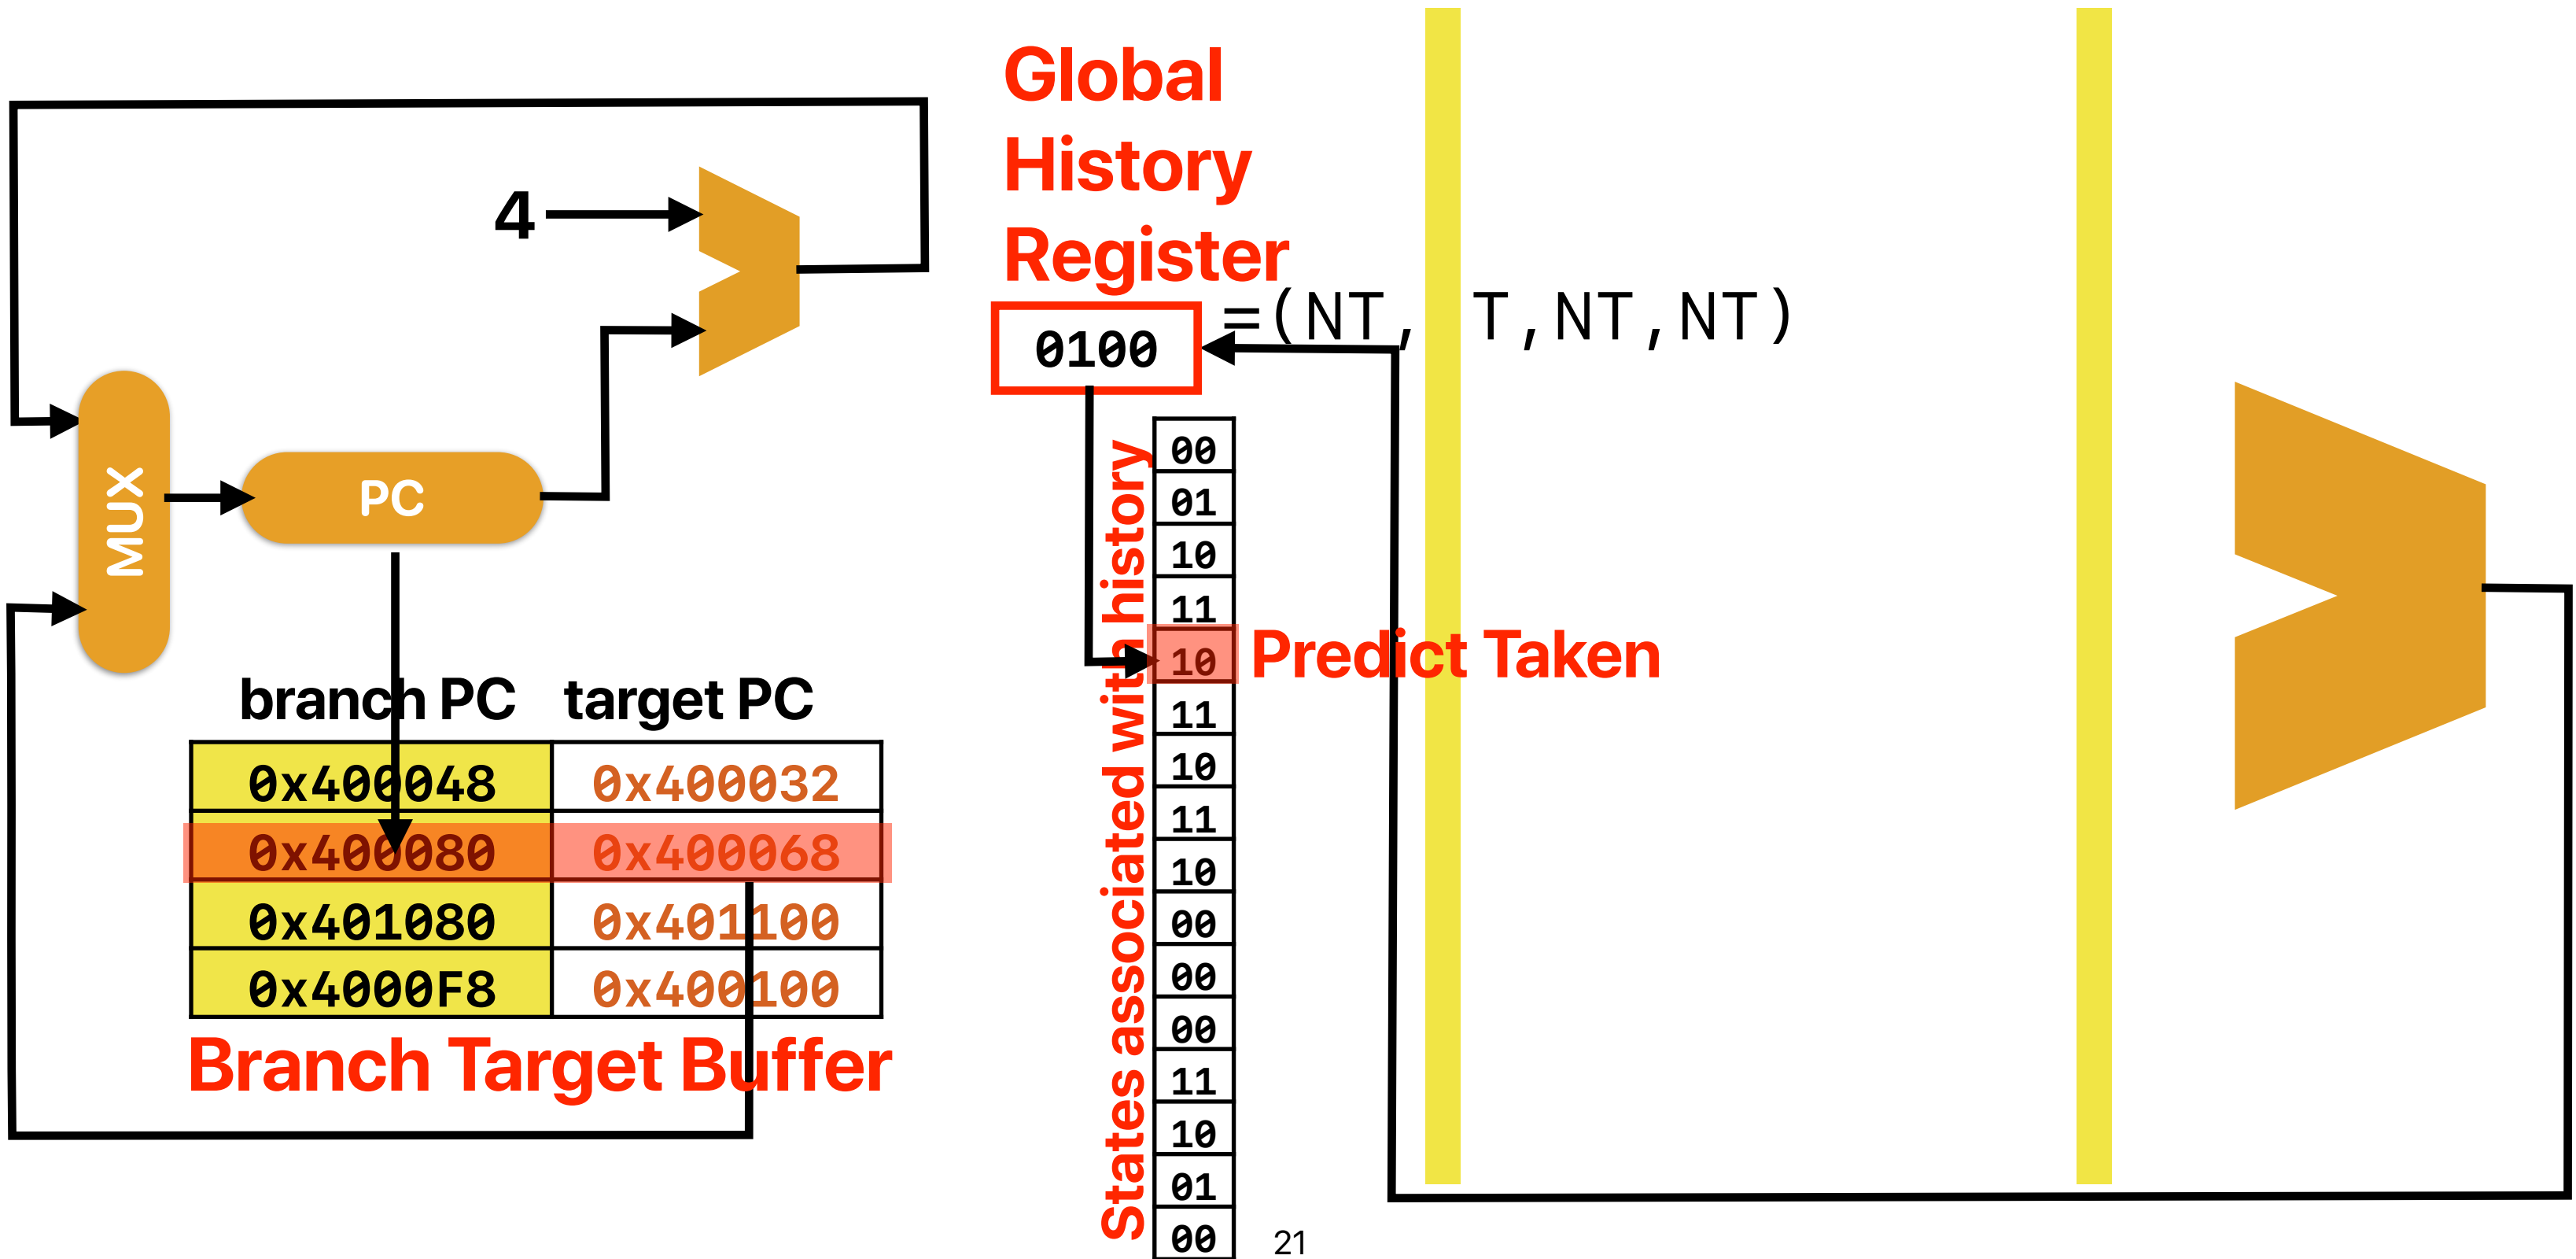 Global
History
Register
4
=(NT, T,NT,NT)
0100
MUX
PC
States associated with history
00
01
10
11
10
11
10
11
10
00
00
00
11
10
01
00
Predict Taken
branch PC target PC
0x400048 0x400032
0x400080 0x400068
0x401080 0x401100
0x4000F8 0x400100
Branch Target Buffer
21